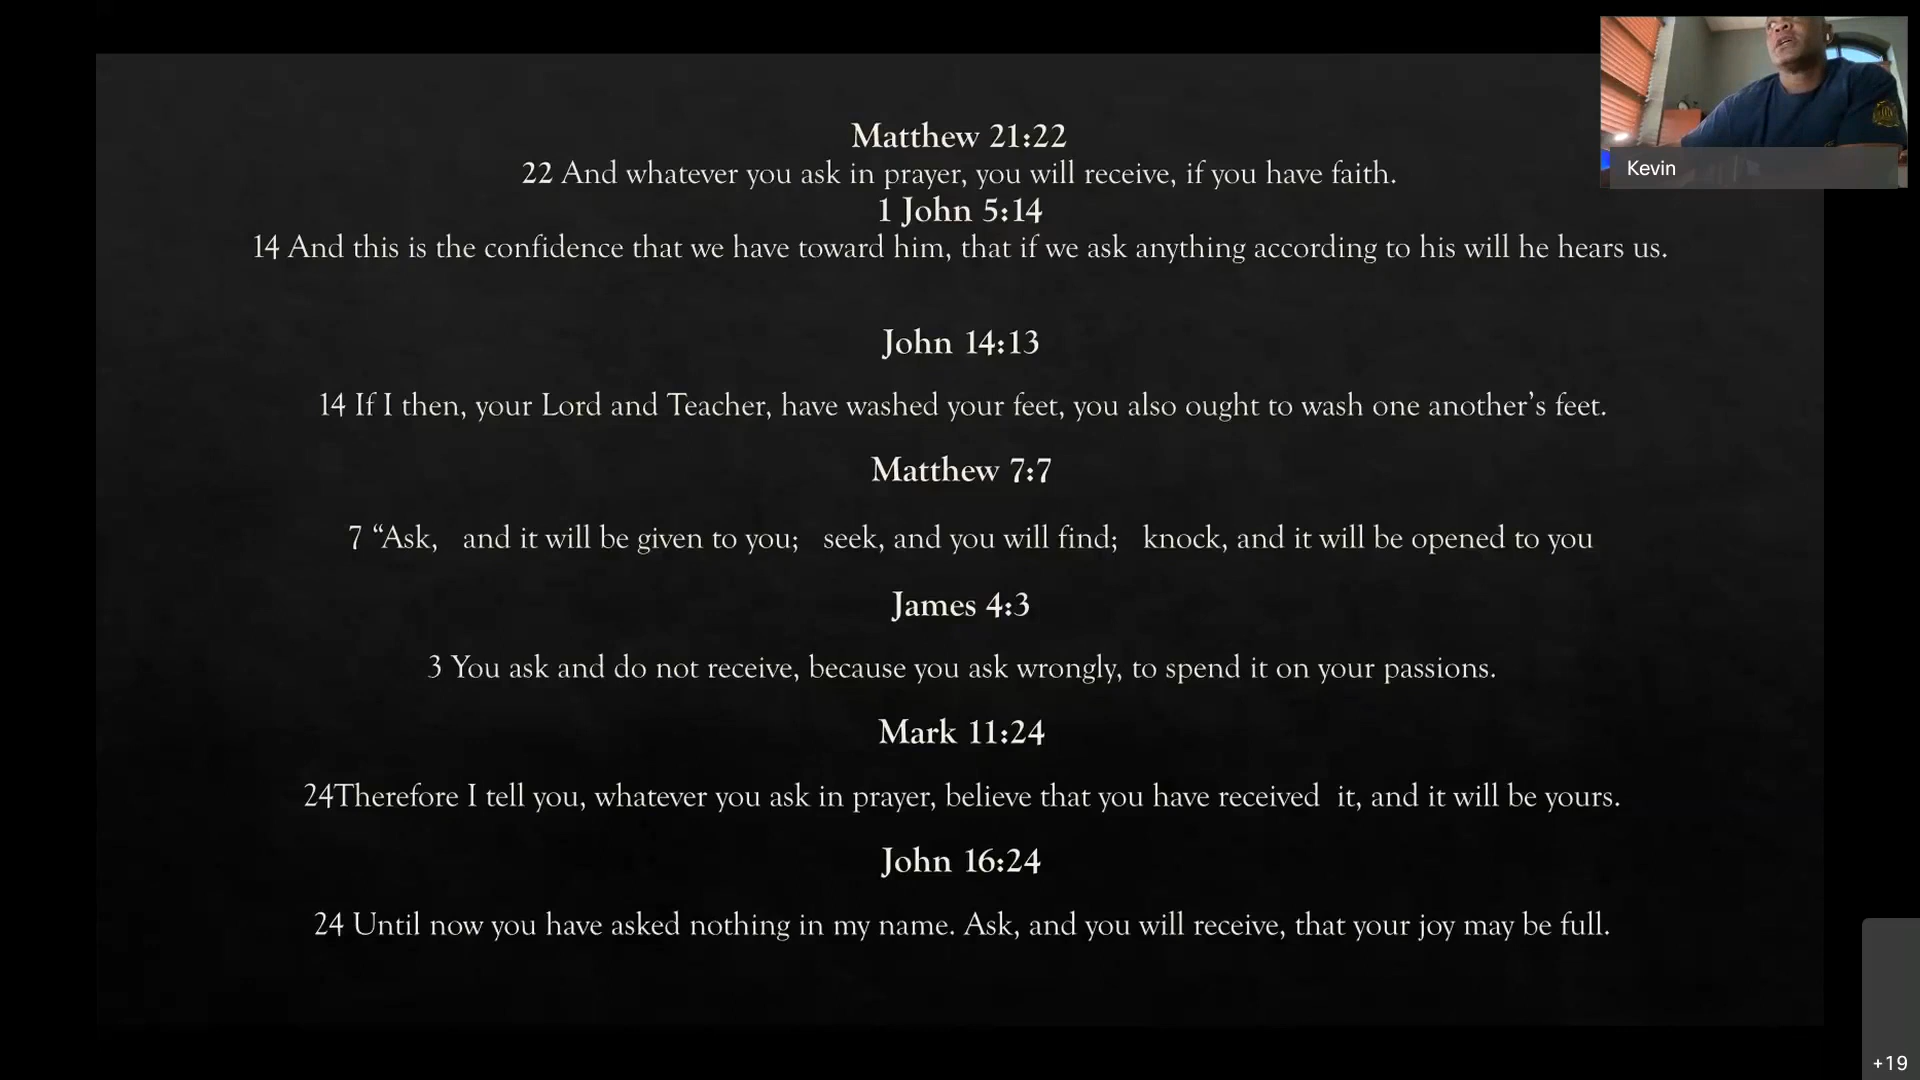 Matthew 21:22
22 And whatever you ask in prayer, you will receive, if you have faith.
1 John 5:14
14 And this is the confidence that we have toward him, that if we ask anything according to his will he hears us.
John 14:13
14 If I then, your Lord and Teacher, have washed your feet, you also ought to wash one another’s feet.
Matthew 7:7
7 “Ask, and it will be given to you; seek, and you will find; knock, and it will be opened to you
James 4:3
3 You ask and do not receive, because you ask wrongly, to spend it on your passions.
Mark 11:24
24Therefore I tell you, whatever you ask in prayer, believe that you have received it, and it will be yours.
John 16:24
24 Until now you have asked nothing in my name. Ask, and you will receive, that your joy may be full.
Kevin
+19